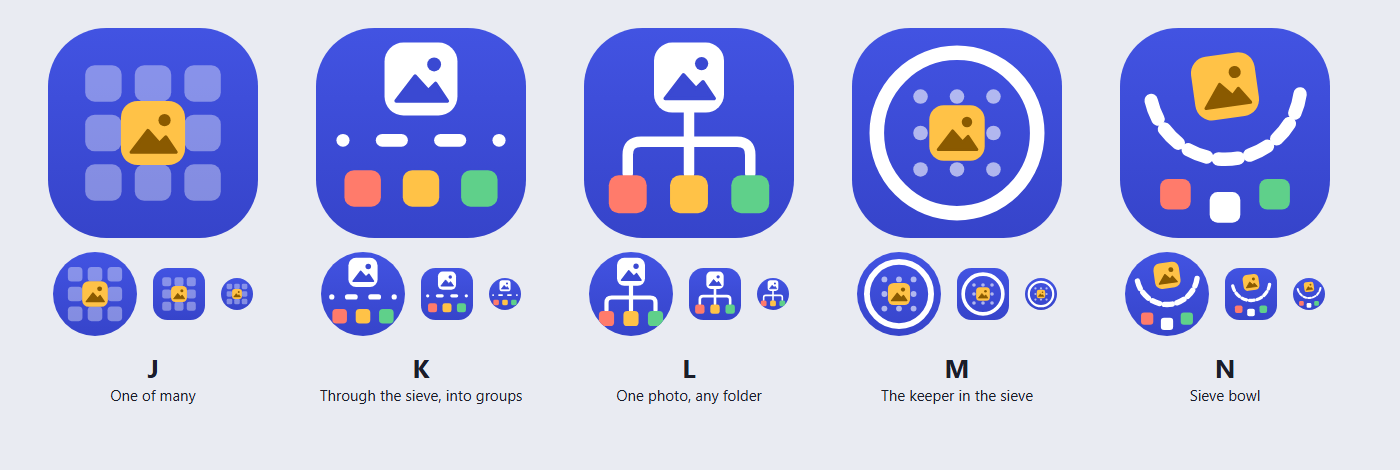 J
One of many
K
Through the sieve, into groups
L
One photo, any folder
M
The keeper in the sieve
N
Sieve bowl